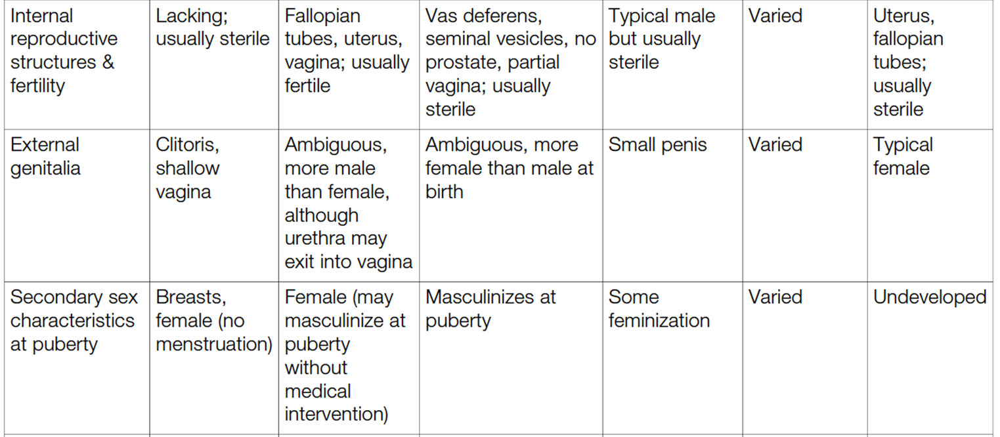 Internal
reproductive
structures &
fertility
Lacking;
usually sterile
Fallopian
tubes, uterus,
vagina; usually
fertile
Vas deferens,
seminal vesicles, no
prostate, partial
vagina; usually
sterile
Typical male
but usually
sterile
Varied
Uterus,
fallopian
tubes;
usually
sterile
External
genitalia
Clitoris,
shallow
vagina
Ambiguous,
more male
than female,
although
urethra may
exit into vagina
Ambiguous, more
female than male at
birth
Small penis
Varied
Typical
female
Secondary sex
characteristics
at puberty
Breasts,
female (no
menstruation)
Female (may
masculinize at
puberty
without
medical
intervention)
Masculinizes at
puberty
Some
feminization
Varied
Undeveloped